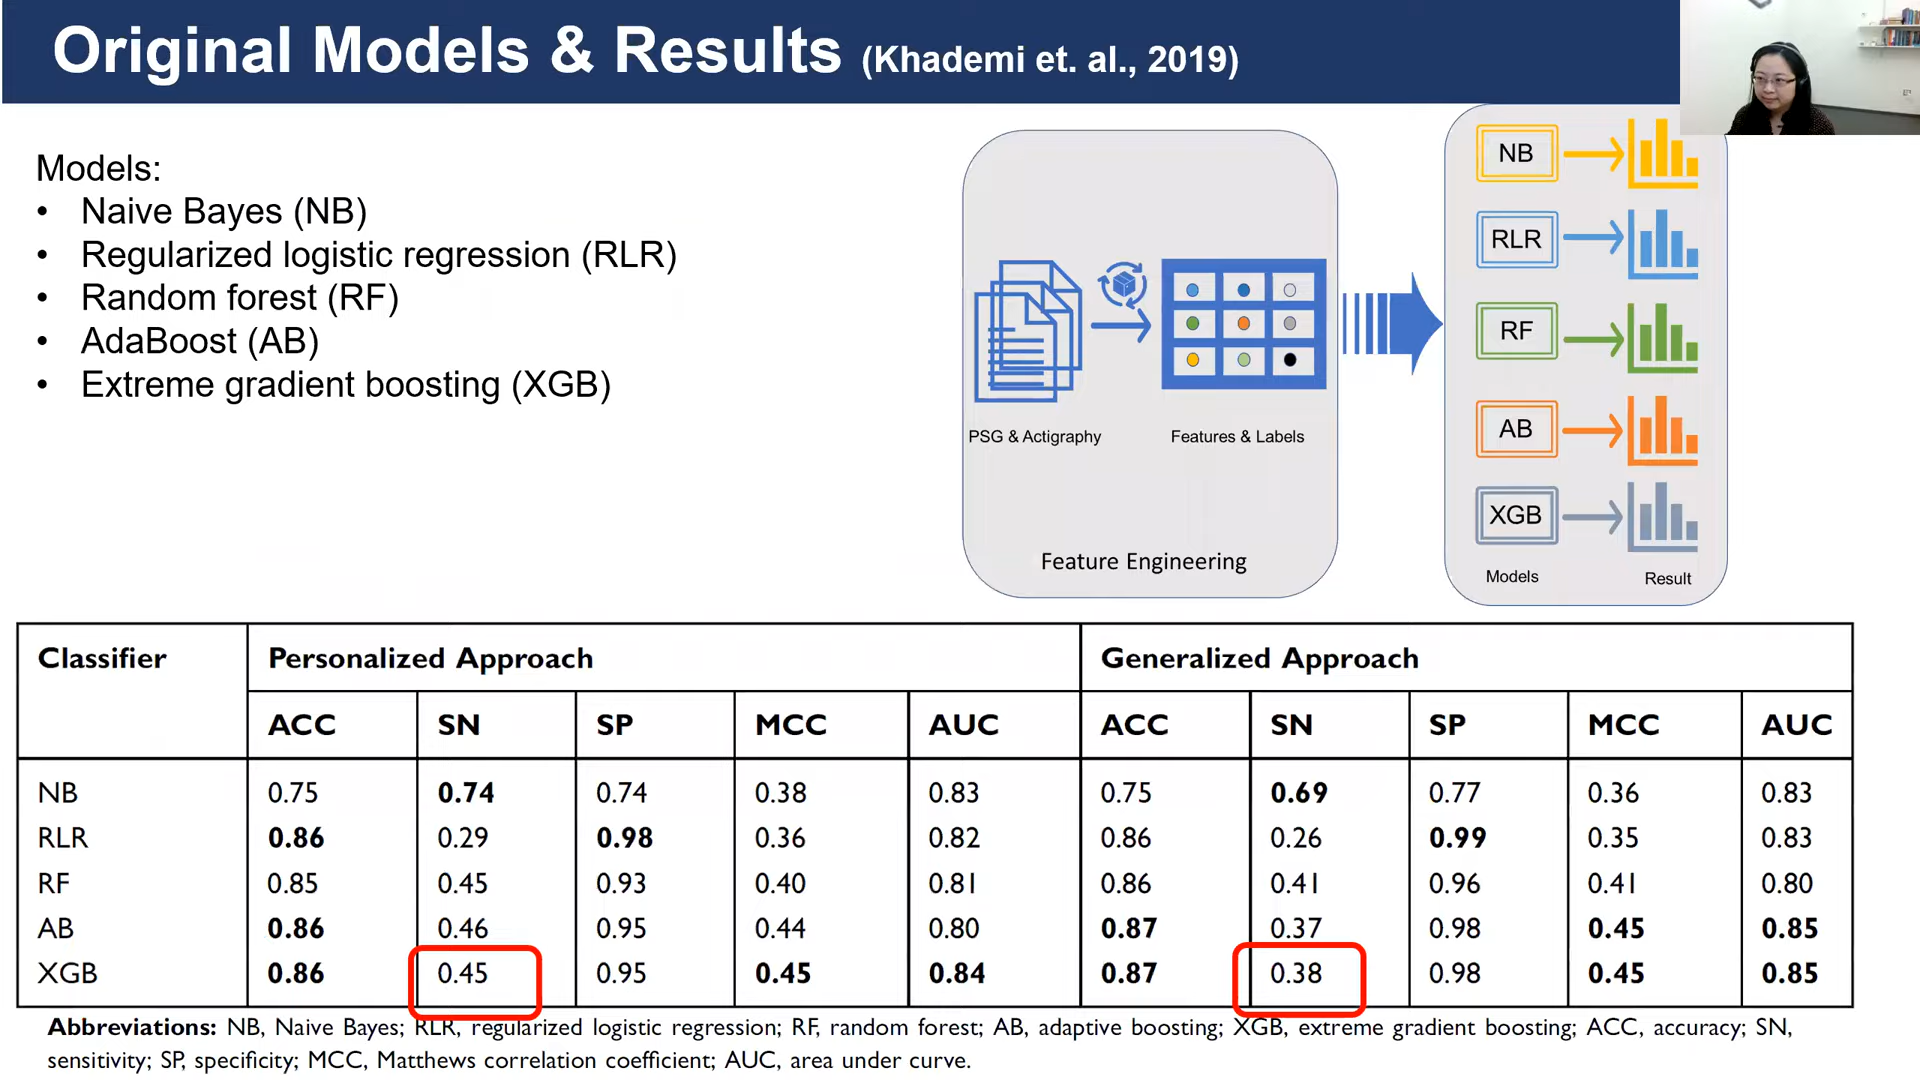 Original Models & Results (Khademi et. al., 2019)
Models:
• Naive Bayes (NB)
• Regularized logistic regression (RLR)
• Random forest (RF)
• AdaBoost (AB)
• Extreme gradient boosting (XGB)
PSG & Actigraphy
Features & Labels
Feature Engineering
NB
RLR
RF
AB
XGB
Models
Result
Classifier Personalized Approach Generalized Approach
ACC SN SP MCC AUC ACC SN SP MCC AUC
NB 0.75 0.74 0.74 0.38 0.83 0.75 0.69 0.77 0.36 0.83
RLR 0.86 0.29 0.98 0.36 0.82 0.86 0.26 0.99 0.35 0.83
RF 0.85 0.45 0.93 0.40 0.81 0.86 0.41 0.96 0.41 0.80
AB 0.86 0.46 0.95 0.44 0.80 0.87 0.37 0.98 0.45 0.85
XGB 0.86 0.45 0.95 0.45 0.84 0.87 0.38 0.98 0.45 0.85
Abbreviations: NB, Naive Bayes; RLR, regularized logistic regression; RF, random forest; AB, adaptive boosting; XGB, extreme gradient boosting; ACC, accuracy; SN,
sensitivity; SP, specificity; MCC, Matthews correlation coefficient; AUC, area under curve.